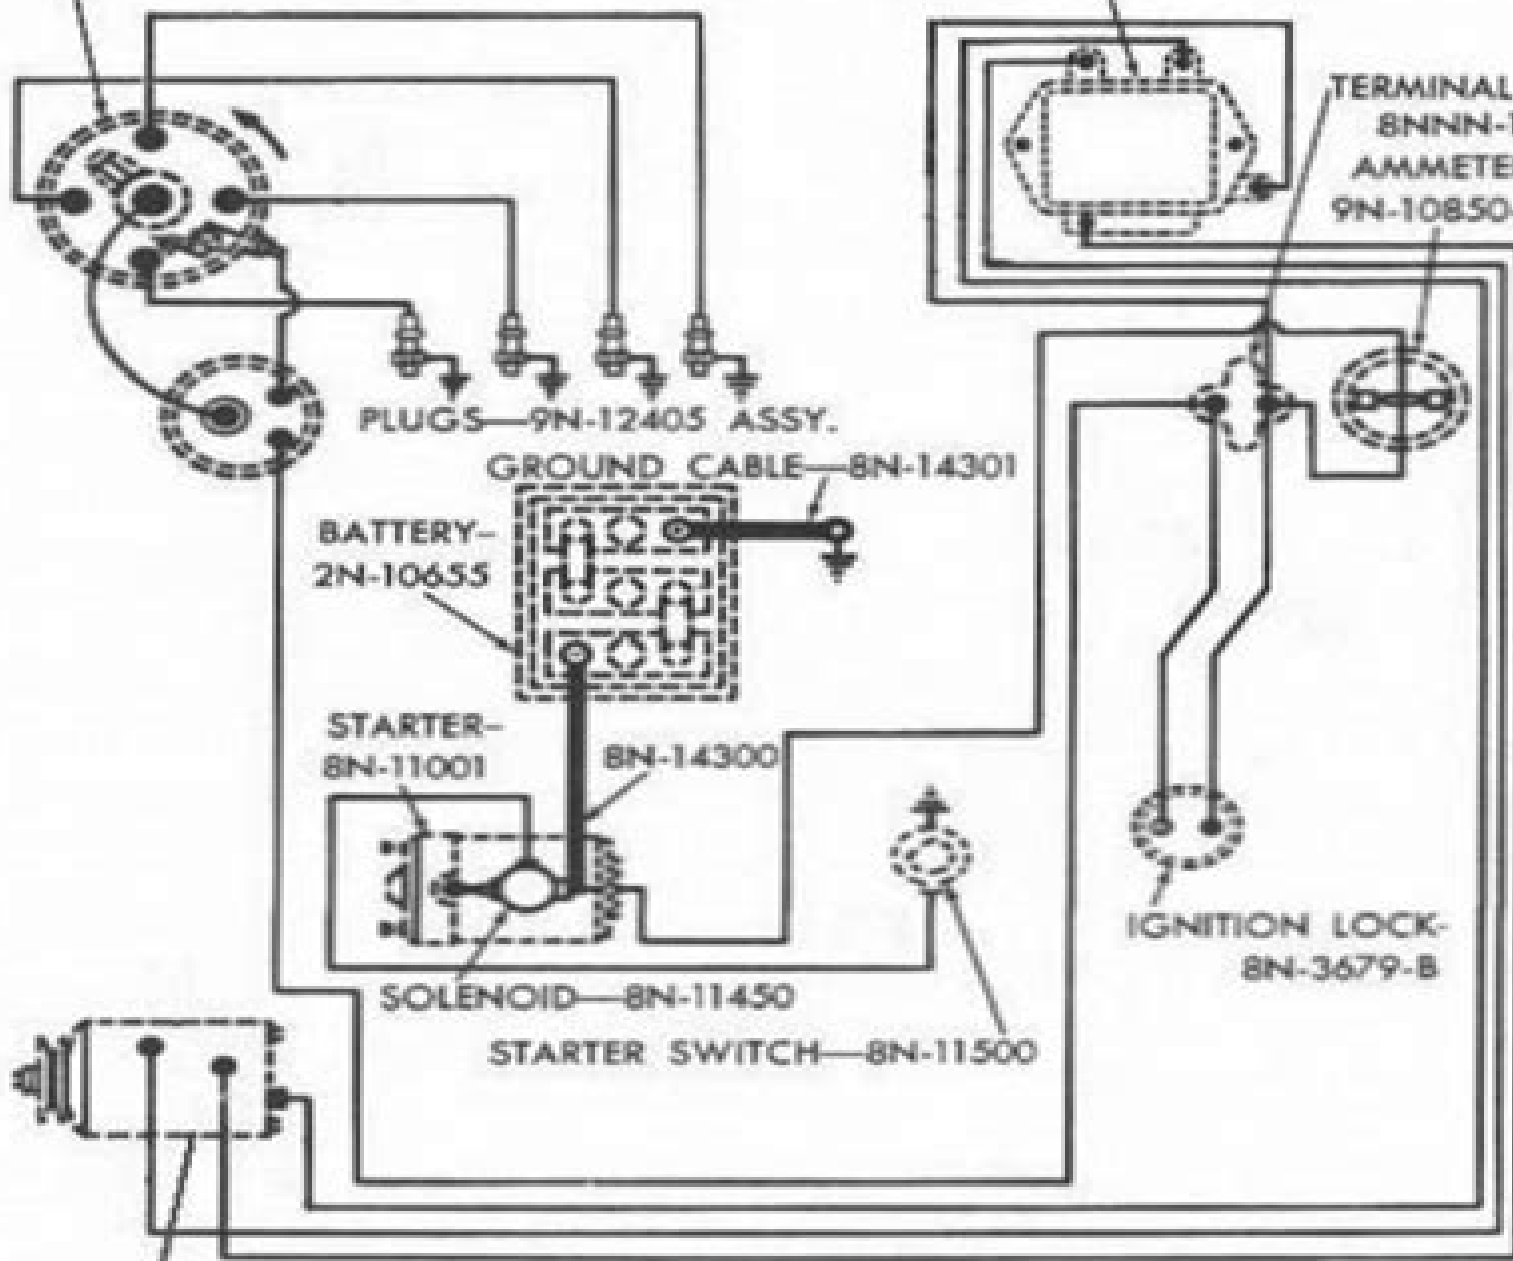 TERMINAL
8NNN-1
AMMETE
9N-10850-
PLUGS—9N-12405 ASSY.
GROUND CABLE—8N-14301
BATTERY-
2N-10655
STARTER-
8N-11001
8N-14300
IGNITION LOCK-
8N-3679-B
SOLENOID—8N-11450
STARTER SWITCH—8N-11500